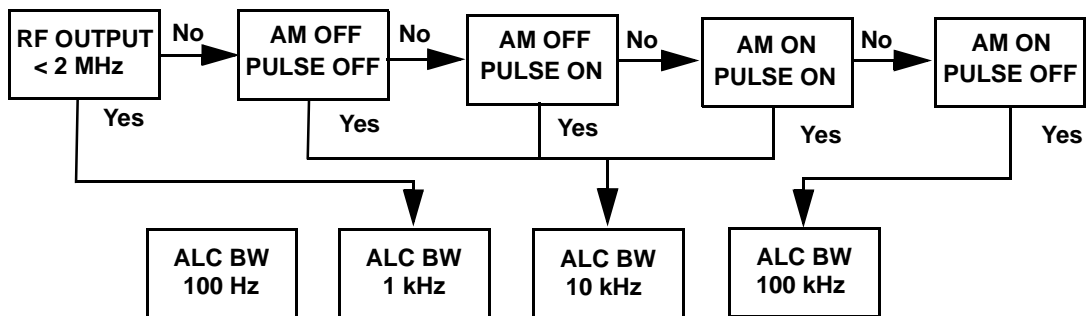 RF OUTPUT
< 2 MHz
No
AM OFF
PULSE OFF
No
AM OFF
PULSE ON
No
AM ON
PULSE ON
No
AM ON
PULSE OFF
Yes
Yes
Yes
Yes
Yes
ALC BW
100 Hz
ALC BW
1 kHz
ALC BW
10 kHz
ALC BW
100 kHz